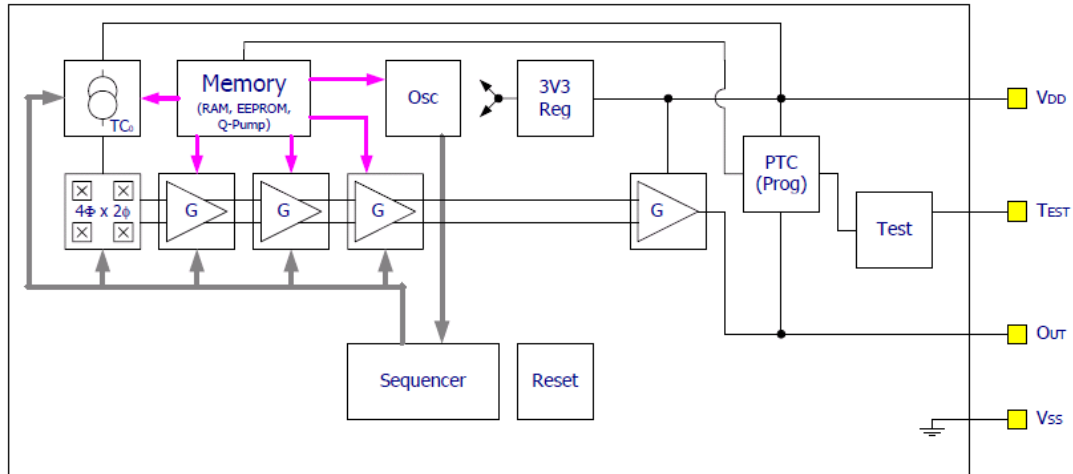 Memory
(RAM, EEPROM,
Q-Pump)
Osc
3V3
Reg
VDD
TC0
PTC
(Prog)
4Φ x 2ϕ
G
G
G
G
TEST
Test
OUT
Sequencer
Reset
VSS